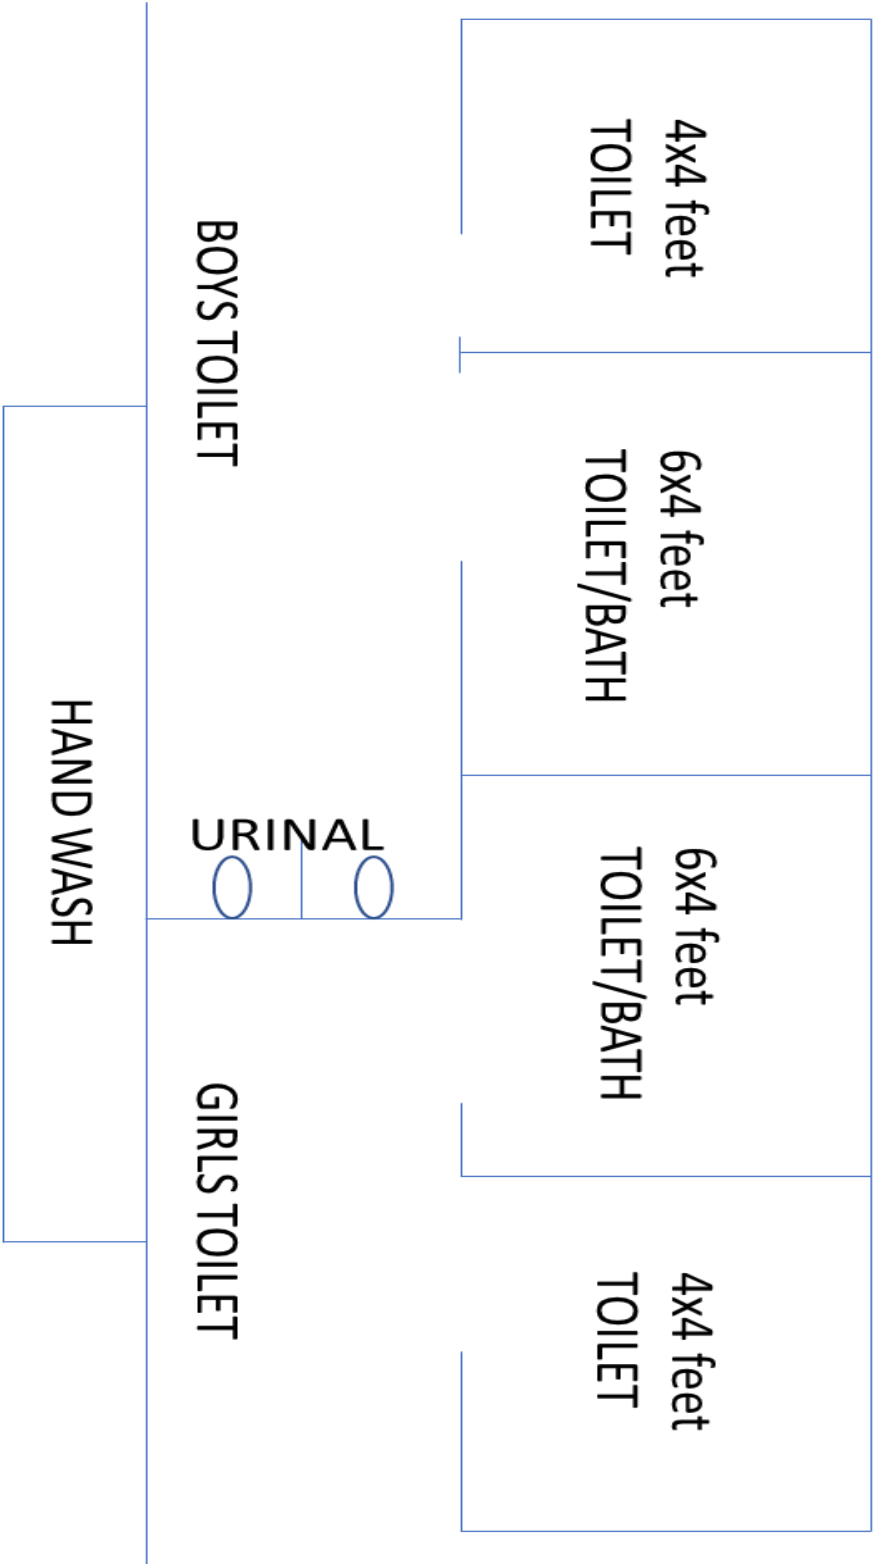 4x4 feet
TOILET
6x4 feet
TOILET/BATH
6x4 feet
TOILET/BATH
4x4 feet
TOILET
BOYS TOILET
URINAL
GIRLS TOILET
HAND WASH